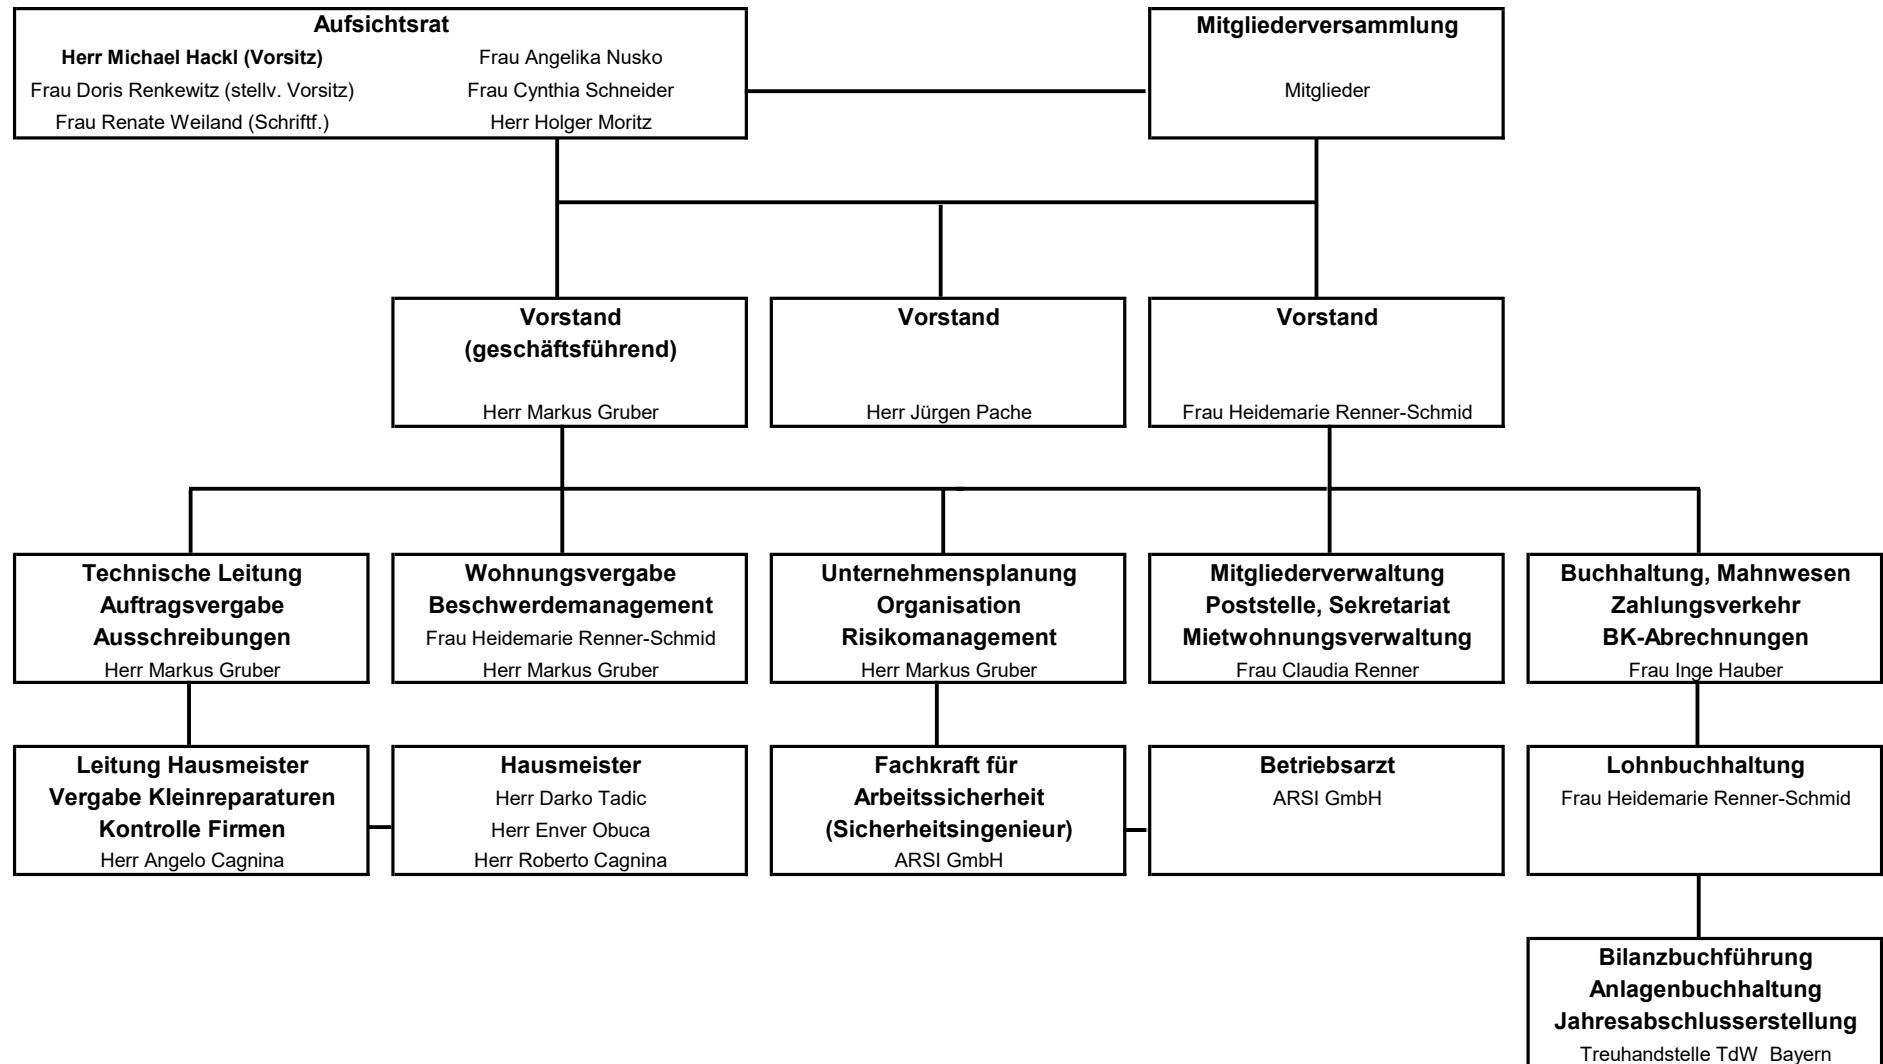 Aufsichtsrat
Herr Michael Hackl (Vorsitz)
Frau Angelika Nusko
Frau Doris Renkewitz (stellv. Vorsitz)
Frau Cynthia Schneider
Frau Renate Weiland (Schriftf.)
Herr Holger Moritz
Mitgliederversammlung
Mitglieder
Vorstand
(geschäftsführend)
Herr Markus Gruber
Vorstand
Herr Jürgen Pache
Vorstand
Frau Heidemarie Renner-Schmid
Technische Leitung
Auftragsvergabe
Ausschreibungen
Herr Markus Gruber
Wohnungsvergabe
Beschwerdemanagement
Frau Heidemarie Renner-Schmid
Herr Markus Gruber
Unternehmensplanung
Organisation
Risikomanagement
Herr Markus Gruber
Mitgliederverwaltung
Poststelle, Sekretariat
Mietwohnungsverwaltung
Frau Claudia Renner
Buchhaltung, Mahnwesen
Zahlungsverkehr
BK-Abrechnungen
Frau Inge Hauber
Leitung Hausmeister
Vergabe Kleinreparaturen
Kontrolle Firmen
Herr Angelo Cagnina
Hausmeister
Herr Darko Tadic
Herr Enver Obuca
Herr Roberto Cagnina
Fachkraft für
Arbeitssicherheit
(Sicherheitsingenieur)
ARSI GmbH
Betriebsarzt
ARSI GmbH
Lohnbuchhaltung
Frau Heidemarie Renner-Schmid
Bilanzbuchführung
Anlagenbuchhaltung
Jahresabschlusserstellung
Treuhandstelle TdW Bayern